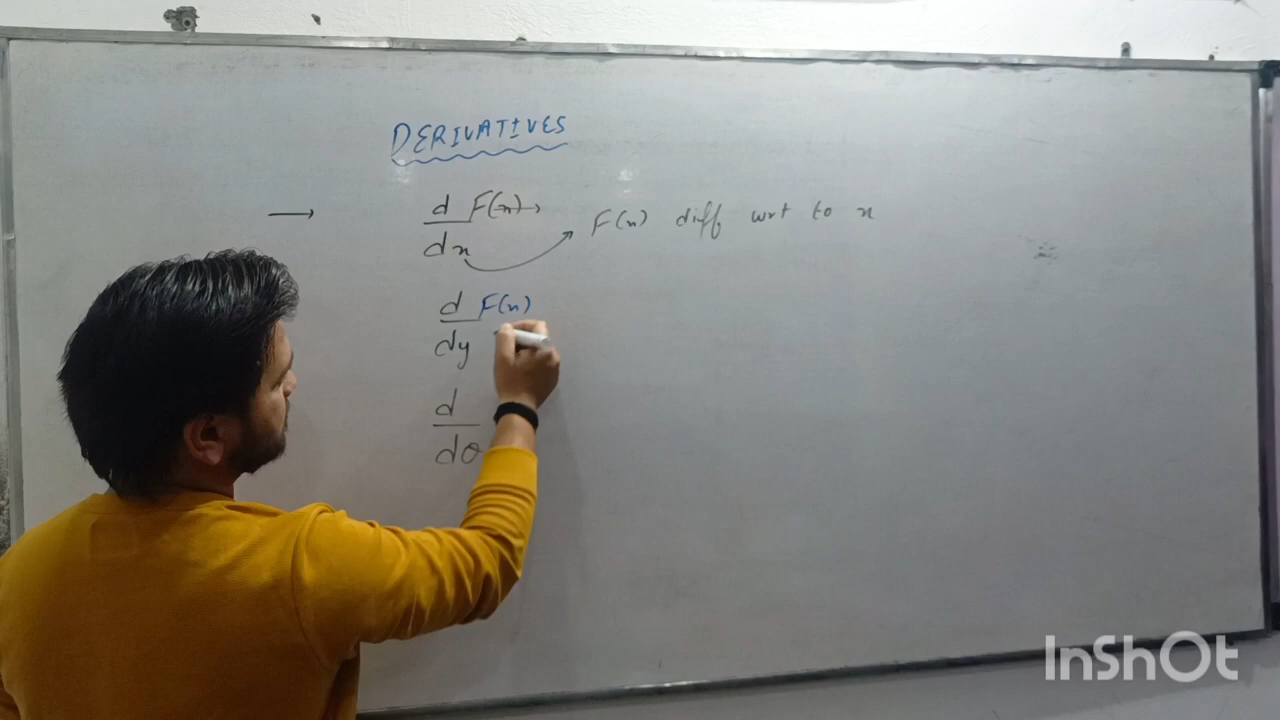 DERIVATIVES
→ d/dx F(x) → F(x) diff wrt to x
d/dy F(x)
d/dθ
InShOt